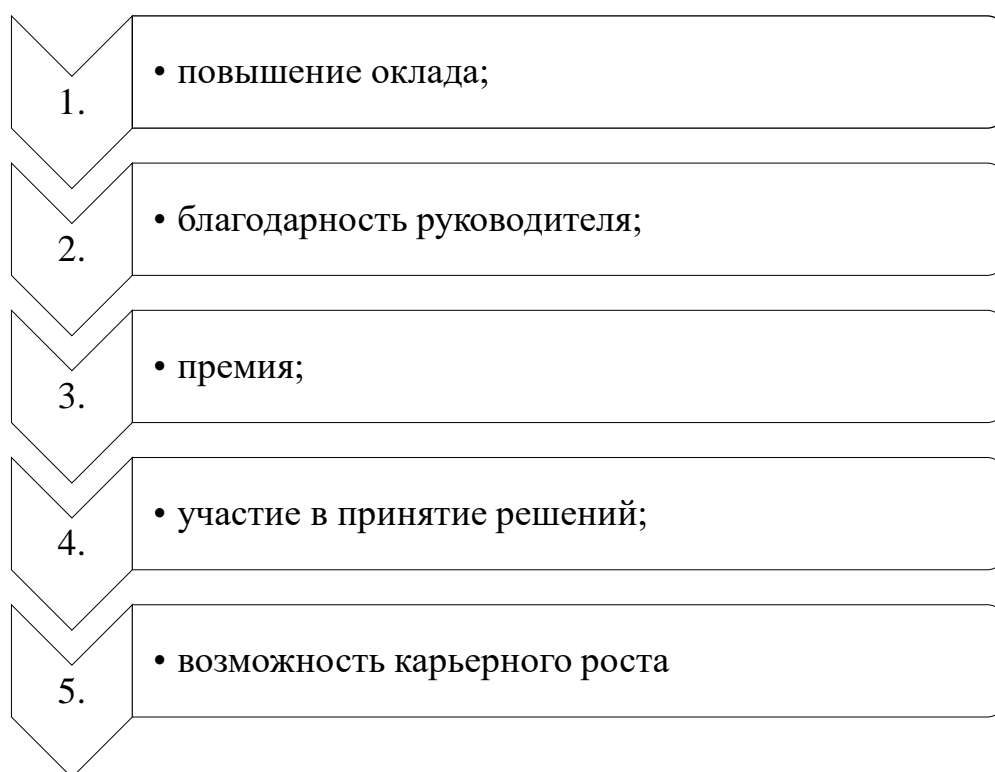 1.
• повышение оклада;
2.
• благодарность руководителя;
3.
• премия;
4.
• участие в принятие решений;
5.
• возможность карьерного роста